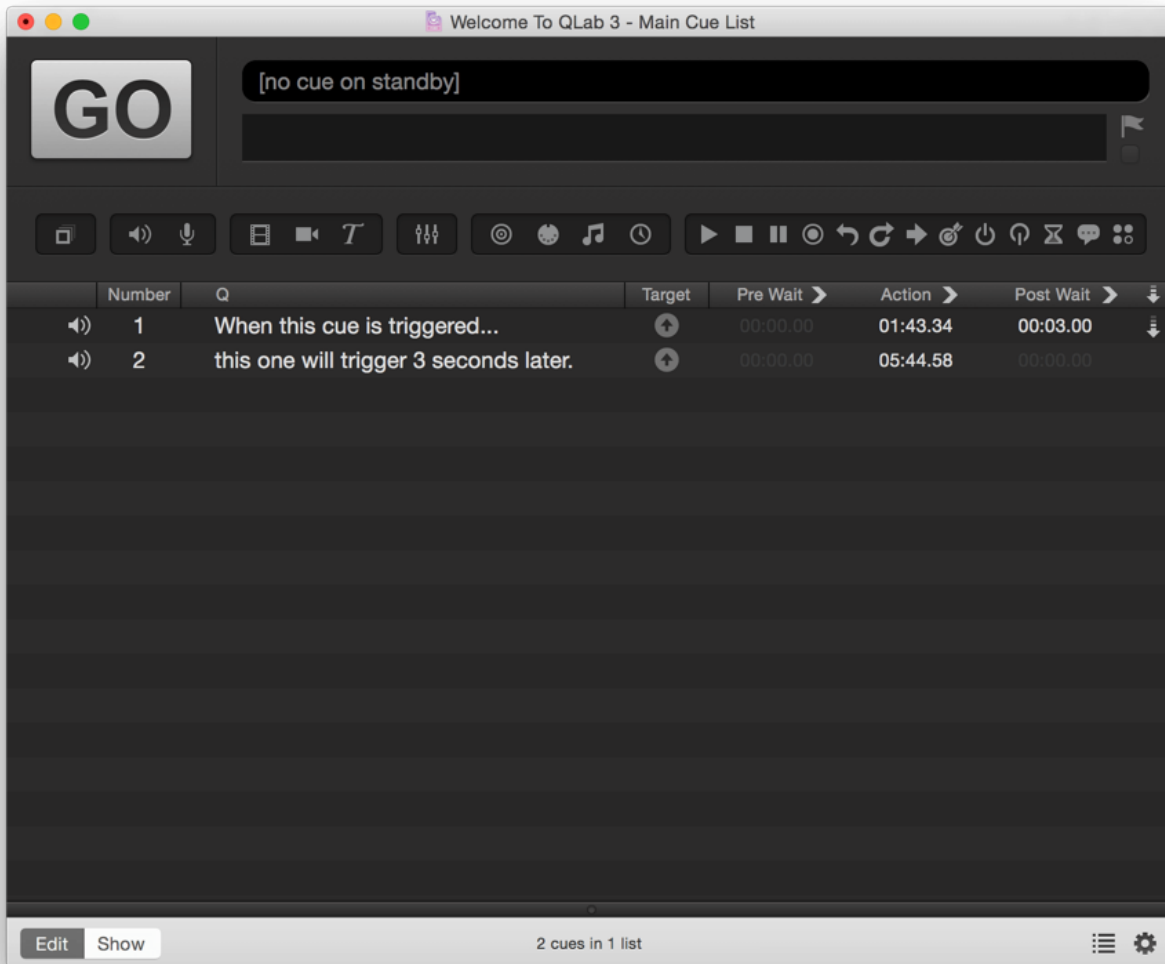 Welcome To QLab 3 - Main Cue List
GO
[no cue on standby]
Number Q Target Pre Wait Action Post Wait
1 When this cue is triggered... 00:00.00 01:43.34 00:03.00
2 this one will trigger 3 seconds later. 00:00.00 05:44.58 00:00.00
Edit Show 2 cues in 1 list